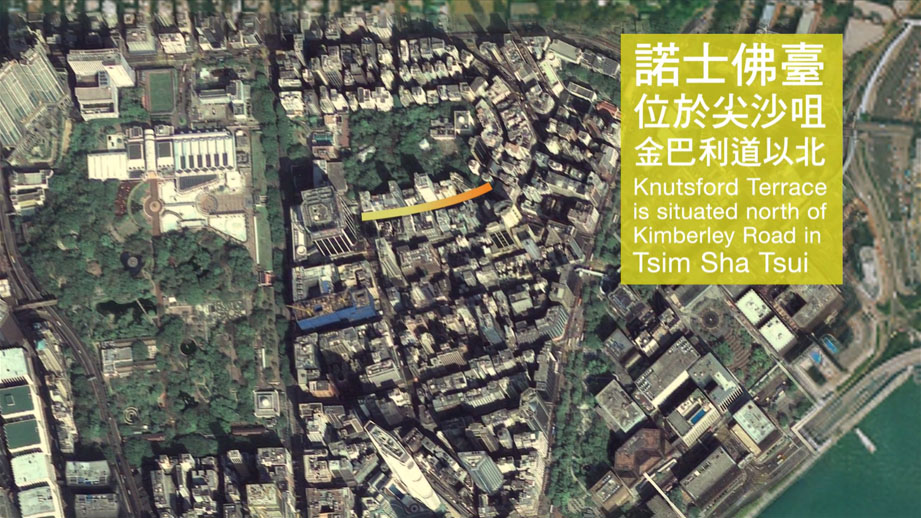 諾士佛臺
位於尖沙咀
金巴利道以北
Knutsford Terrace
is situated north of
Kimberley Road in
Tsim Sha Tsui